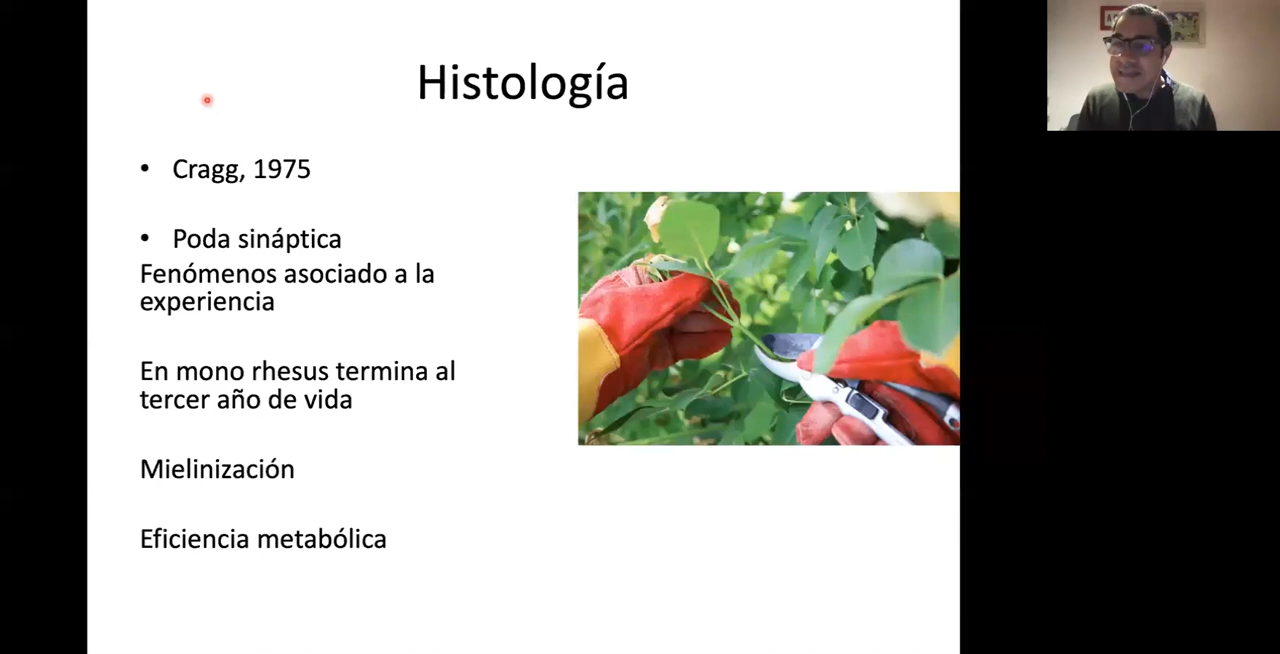 Histología
• Cragg, 1975
• Poda sináptica
Fenómenos asociado a la
experiencia
En mono rhesus termina al
tercer año de vida
Mielinización
Eficiencia metabólica